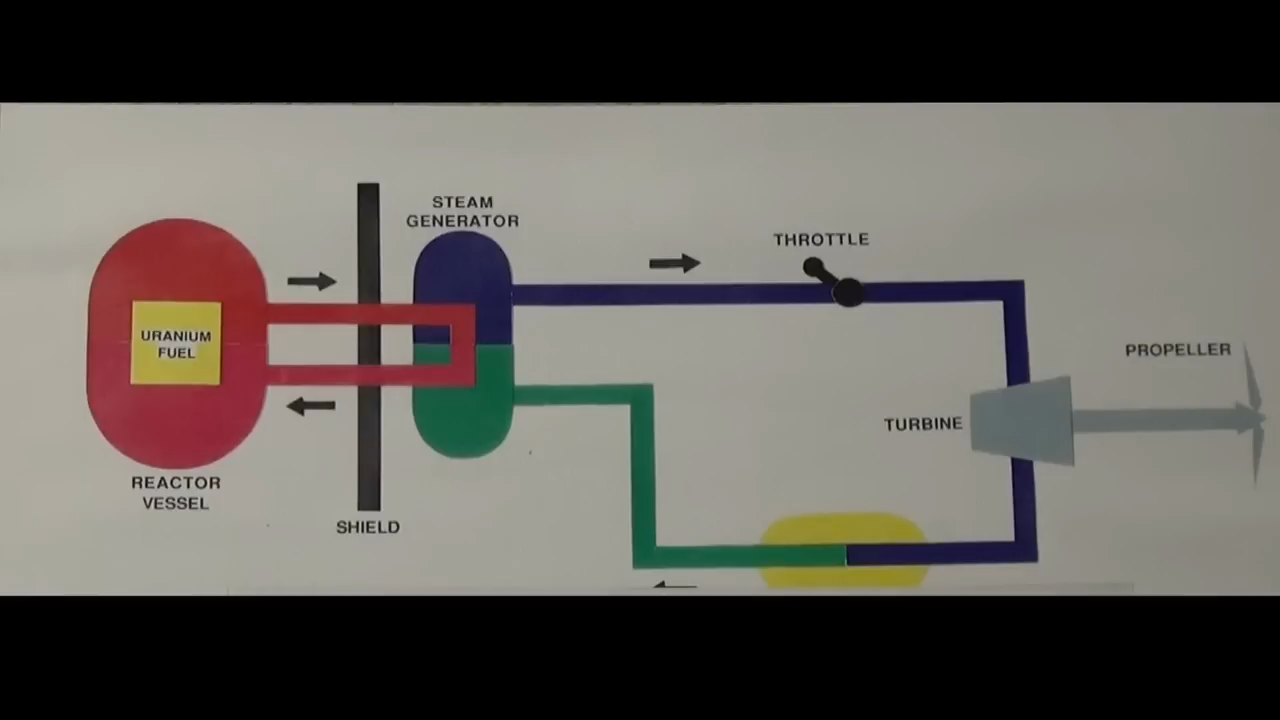 STEAM
GENERATOR
THROTTLE
URANIUM
FUEL
PROPELLER
TURBINE
REACTOR
VESSEL
SHIELD